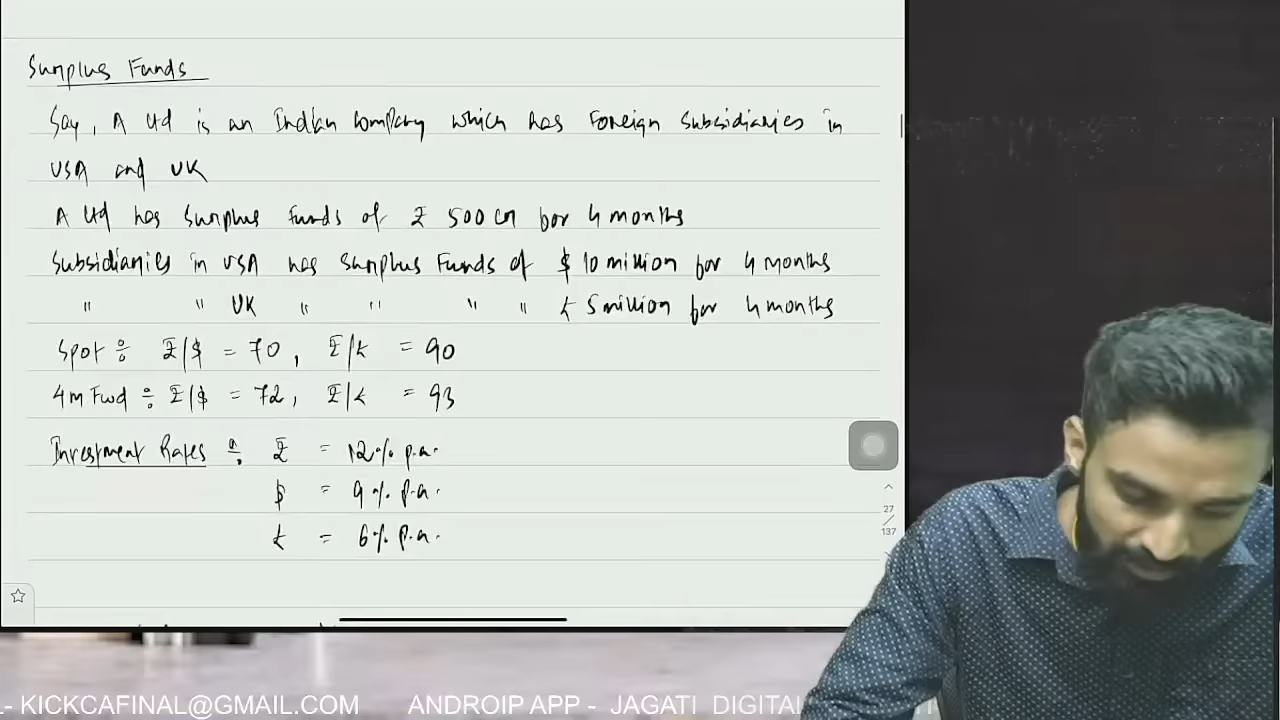 Surplus Funds
Say, A Ltd is an Indian Company which has Foreign Subsidiaries in
USA and UK
A Ltd has Surplus Funds of ₹ 500 cr for 4 months
Subsidiaries in USA has Surplus Funds of $ 10 million for 4 months
" " UK " " " " £ 5 million for 4 months
Spot ÷ ₹/$ = 70, ₹/£ = 90
4m Fwd ÷ ₹/$ = 72, ₹/£ = 93
Investment Rates ÷ ₹ = 12% p.a.
$ = 9% p.a.
£ = 6% p.a.
27
/
137
- KICKCAFINAL@GMAIL.COM ANDROIP APP - JAGATI DIGITAL